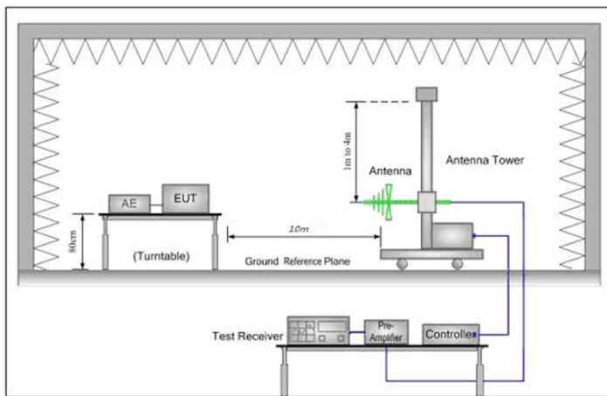 1m to 4m
Antenna
Antenna Tower
AE
EUT
80cm
(Turntable)
10m
Ground Reference Plane
Test Receiver
Pre-
Amplifier
Controller